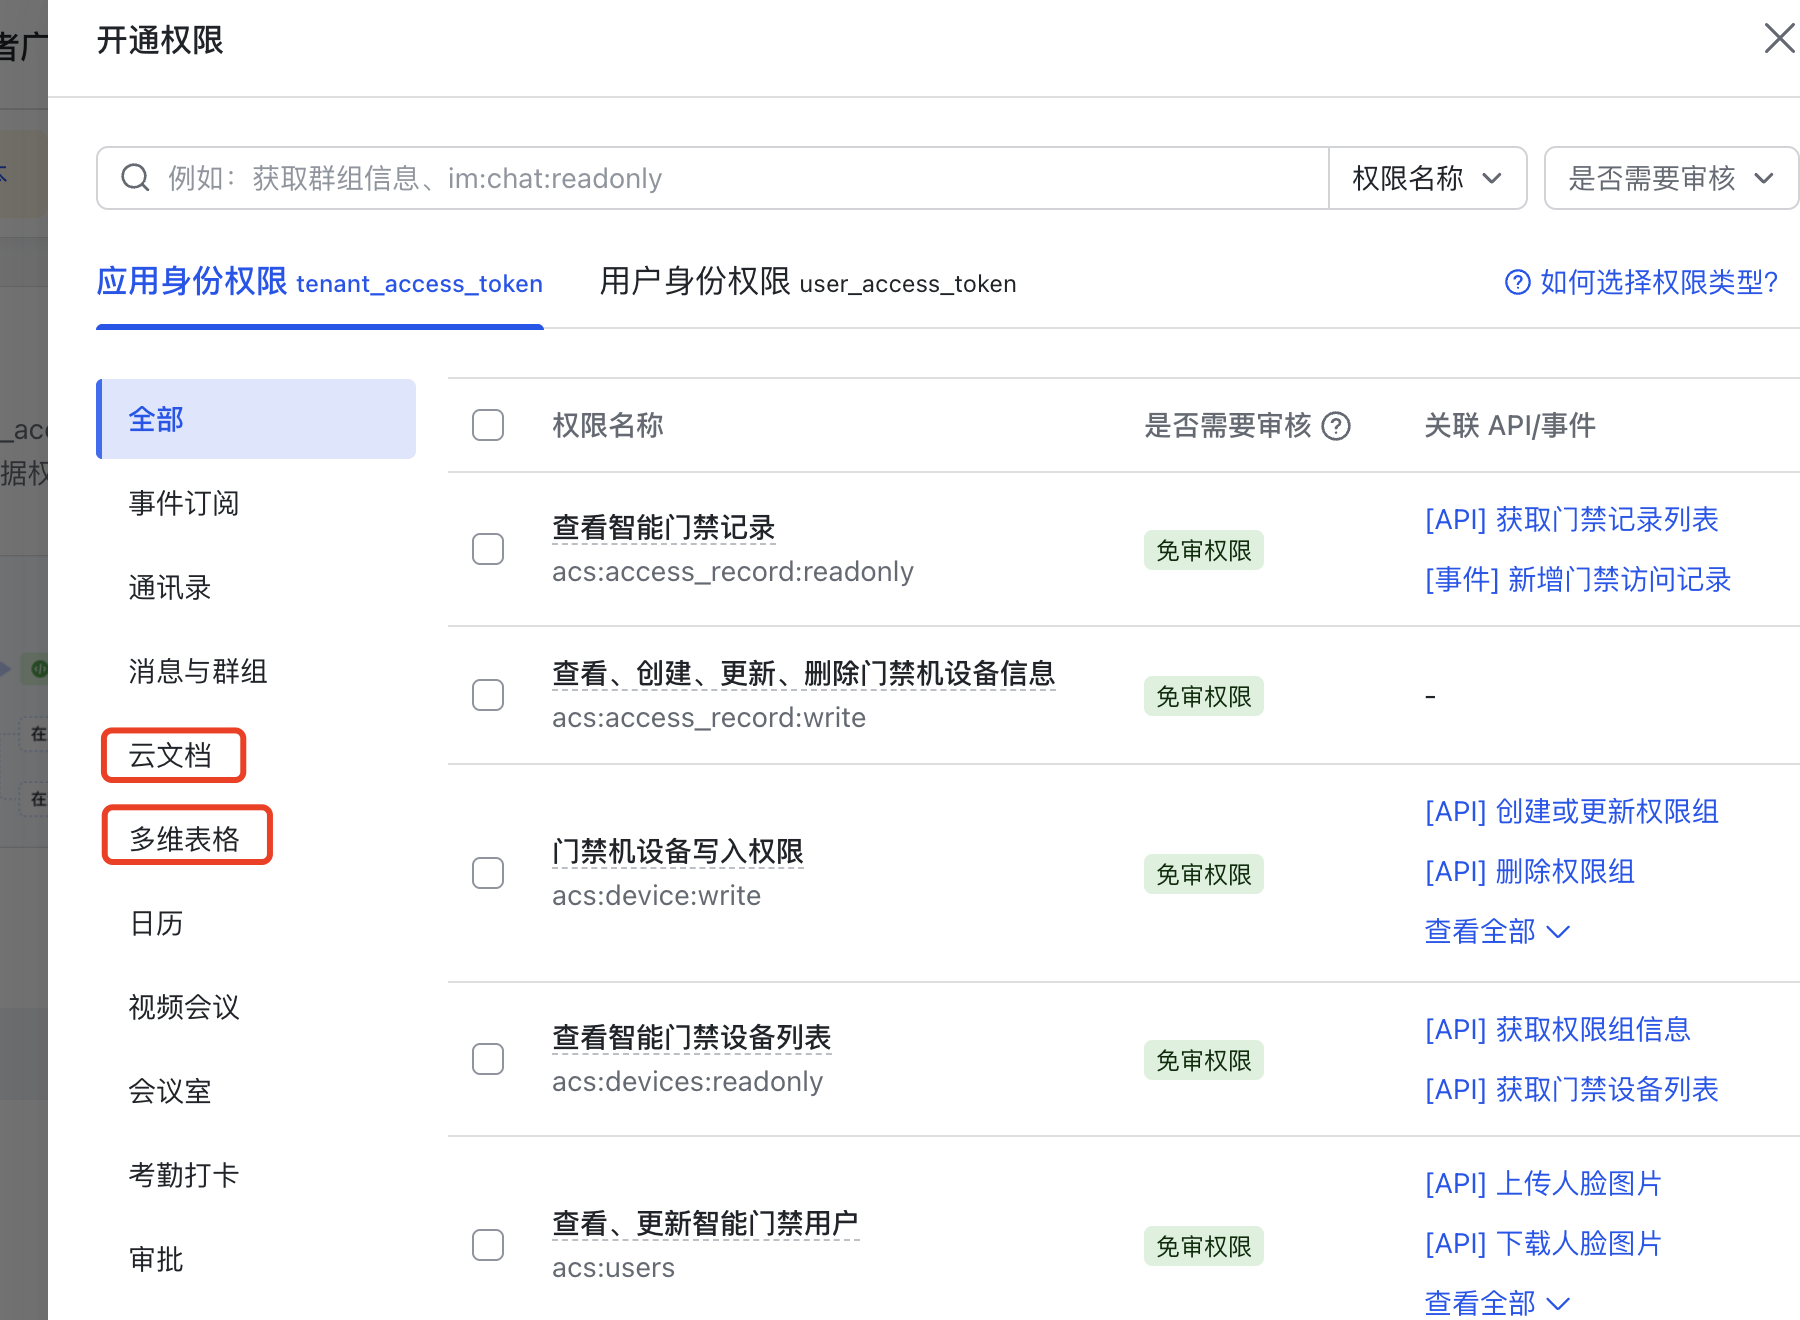 开通权限
者广
例如：获取群组信息、im:chat:readonly
权限名称
是否需要审核
应用身份权限 tenant_access_token
用户身份权限 user_access_token
如何选择权限类型?
_acc
据权
在
在
全部
事件订阅
通讯录
消息与群组
云文档
多维表格
日历
视频会议
会议室
考勤打卡
审批
权限名称
是否需要审核
关联 API/事件
查看智能门禁记录
acs:access_record:readonly
免审权限
[API] 获取门禁记录列表
[事件] 新增门禁访问记录
查看、创建、更新、删除门禁机设备信息
acs:access_record:write
免审权限
-
门禁机设备写入权限
acs:device:write
免审权限
[API] 创建或更新权限组
[API] 删除权限组
查看全部
查看智能门禁设备列表
acs:devices:readonly
免审权限
[API] 获取权限组信息
[API] 获取门禁设备列表
查看、更新智能门禁用户
acs:users
免审权限
[API] 上传人脸图片
[API] 下载人脸图片
查看全部